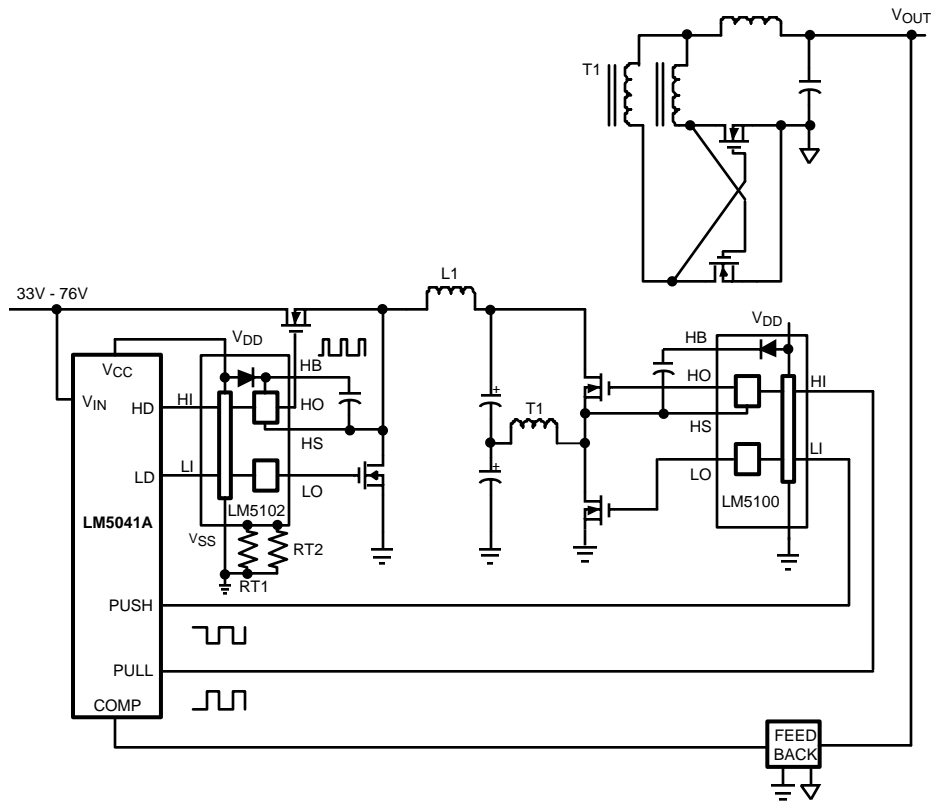 VOUT
T1
L1
33V - 76V
VDD
VDD
HB
HB
VCC
HO
HI
VIN
HD
HI
HO
T1
HS
HS
LI
LD
LI
LO
LO
LM5041A
LM5102
LM5100
VSS
RT2
RT1
PUSH
PULL
COMP
FEED
BACK
+
+